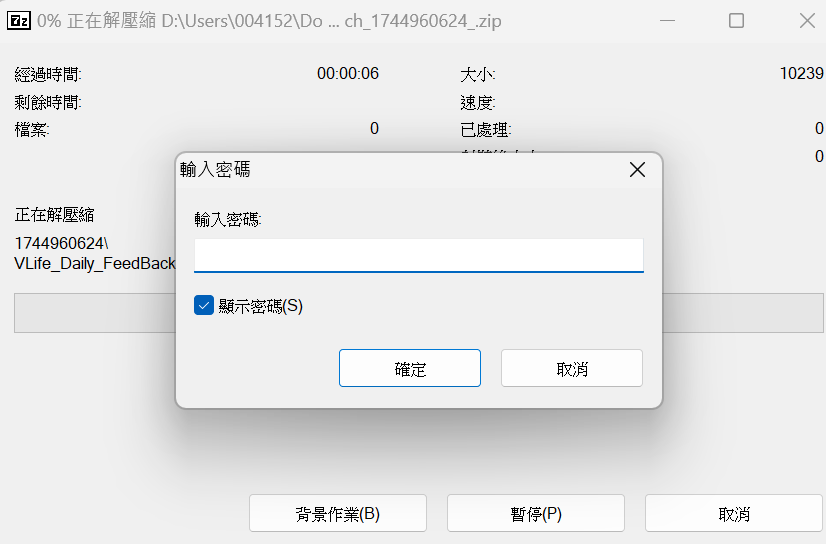 7z 0% 正在解壓縮 D:\Users\004152\Do ... ch_1744960624_.zip
經過時間: 00:00:06 大小: 10239
剩餘時間: 速度:
檔案: 0 已處理: 0
0
輸入密碼
輸入密碼:
正在解壓縮
1744960624\
VLife_Daily_FeedBack
顯示密碼(S)
確定 取消
背景作業(B) 暫停(P) 取消